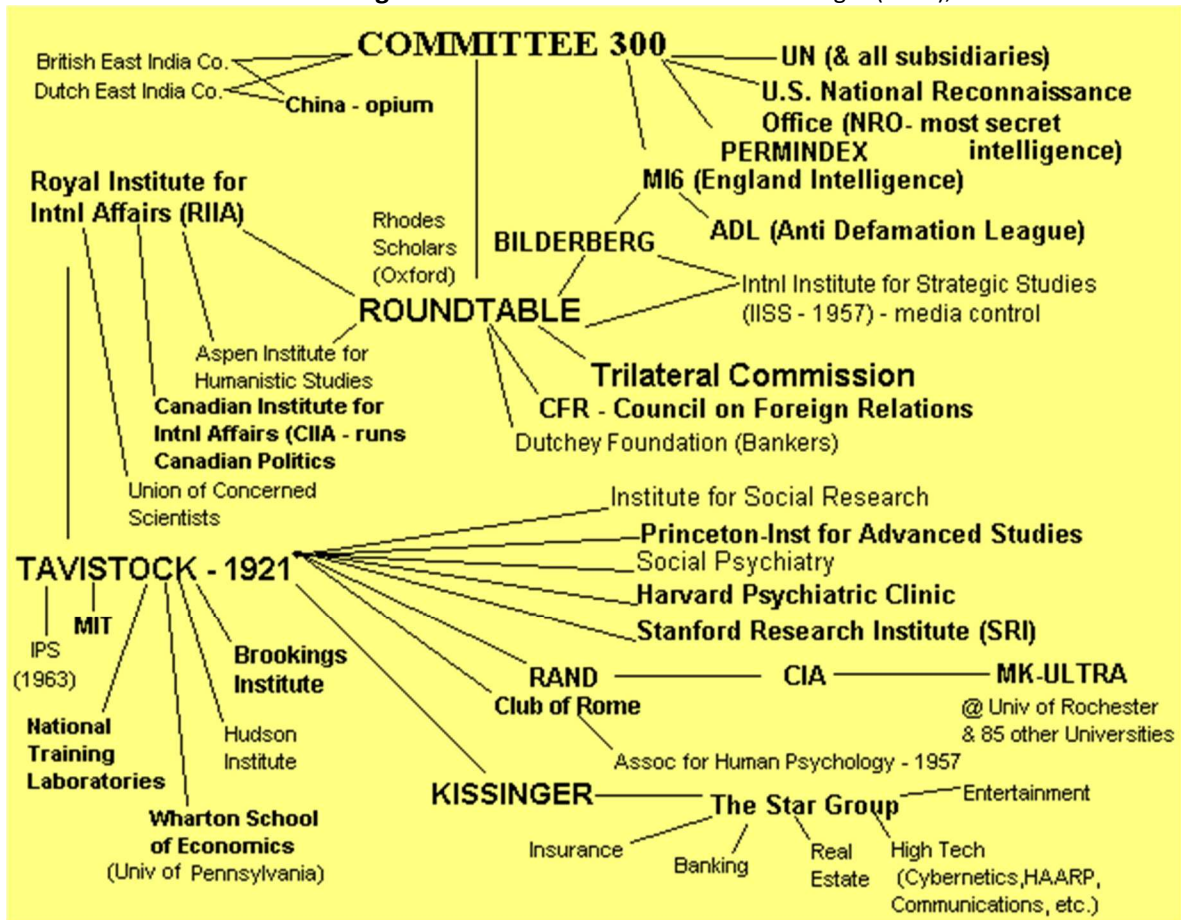 COMMITTEE 300
British East India Co.
Dutch East India Co.
China - opium
UN (& all subsidiaries)
U.S. National Reconnaissance
Office (NRO- most secret
intelligence)
PERMINDEX
MI6 (England Intelligence)
ADL (Anti Defamation League)
Royal Institute for
Intnl Affairs (RIIA)
Rhodes
Scholars
(Oxford)
BILDERBERG
Intnl Institute for Strategic Studies
(IISS - 1957) - media control
ROUNDTABLE
Aspen Institute for
Humanistic Studies
Trilateral Commission
CFR - Council on Foreign Relations
Dutchey Foundation (Bankers)
Canadian Institute for
Intnl Affairs (CIIA - runs
Canadian Politics
Union of Concerned
Scientists
Institute for Social Research
Princeton-Inst for Advanced Studies
Social Psychiatry
Harvard Psychiatric Clinic
Stanford Research Institute (SRI)
TAVISTOCK - 1921
MIT
IPS
(1963)
Brookings
Institute
RAND
CIA
MK-ULTRA
@ Univ of Rochester
& 85 other Universities
Club of Rome
Assoc for Human Psychology - 1957
National
Training
Laboratories
Hudson
Institute
Wharton School
of Economics
(Univ of Pennsylvania)
KISSINGER
The Star Group
Entertainment
Insurance
Banking
Real
Estate
High Tech
(Cybernetics,HAARP,
Communications, etc.)